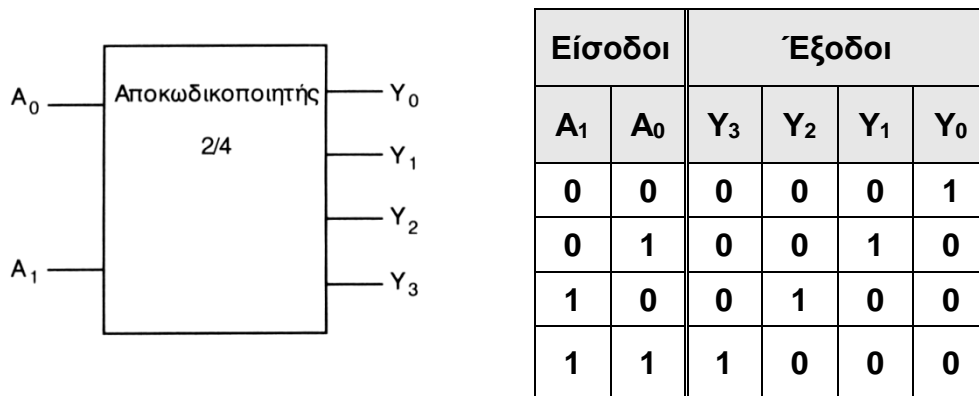 Αποκωδικοποιητής
2/4
A₀
A₁
Y₀
Y₁
Y₂
Y₃
Είσοδοι Έξοδοι
A₁ A₀ Y₃ Y₂ Y₁ Y₀
0 0 0 0 0 1
0 1 0 0 1 0
1 0 0 1 0 0
1 1 1 0 0 0